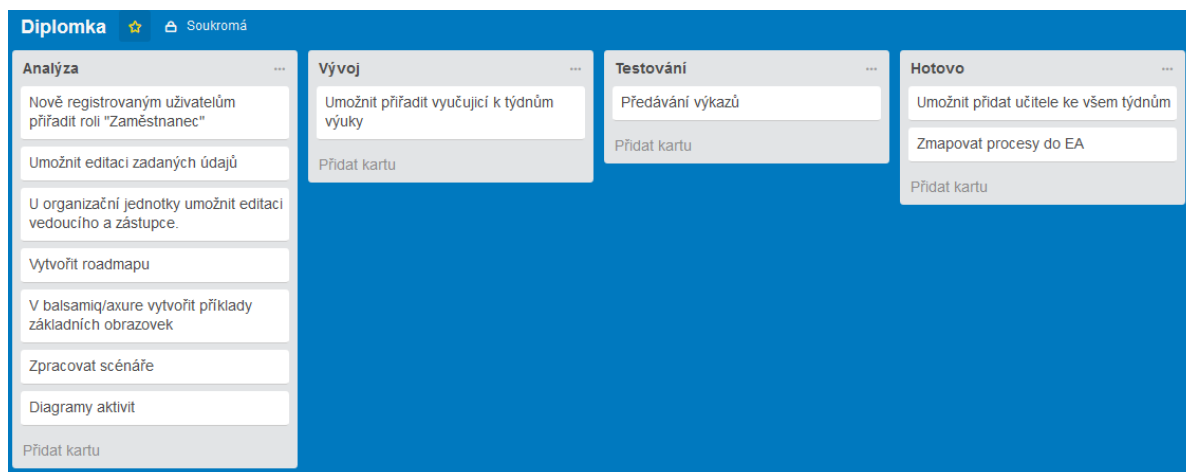 Diplomka
Soukromá
Analýza
Nově registrovaným uživatelům
přiřadit roli "Zaměstnanec"
Umožnit editaci zadaných údajů
U organizační jednotky umožnit editaci
vedoucího a zástupce.
Vytvořit roadmapu
V balsamiq/axure vytvořit příklady
základních obrazovek
Zpracovat scénáře
Diagramy aktivit
Přidat kartu
Vývoj
Umožnit přiřadit vyučujicí k týdnům
výuky
Přidat kartu
Testování
Předávání výkazů
Přidat kartu
Hotovo
Umožnit přidat učitele ke všem týdnům
Zmapovat procesy do EA
Přidat kartu